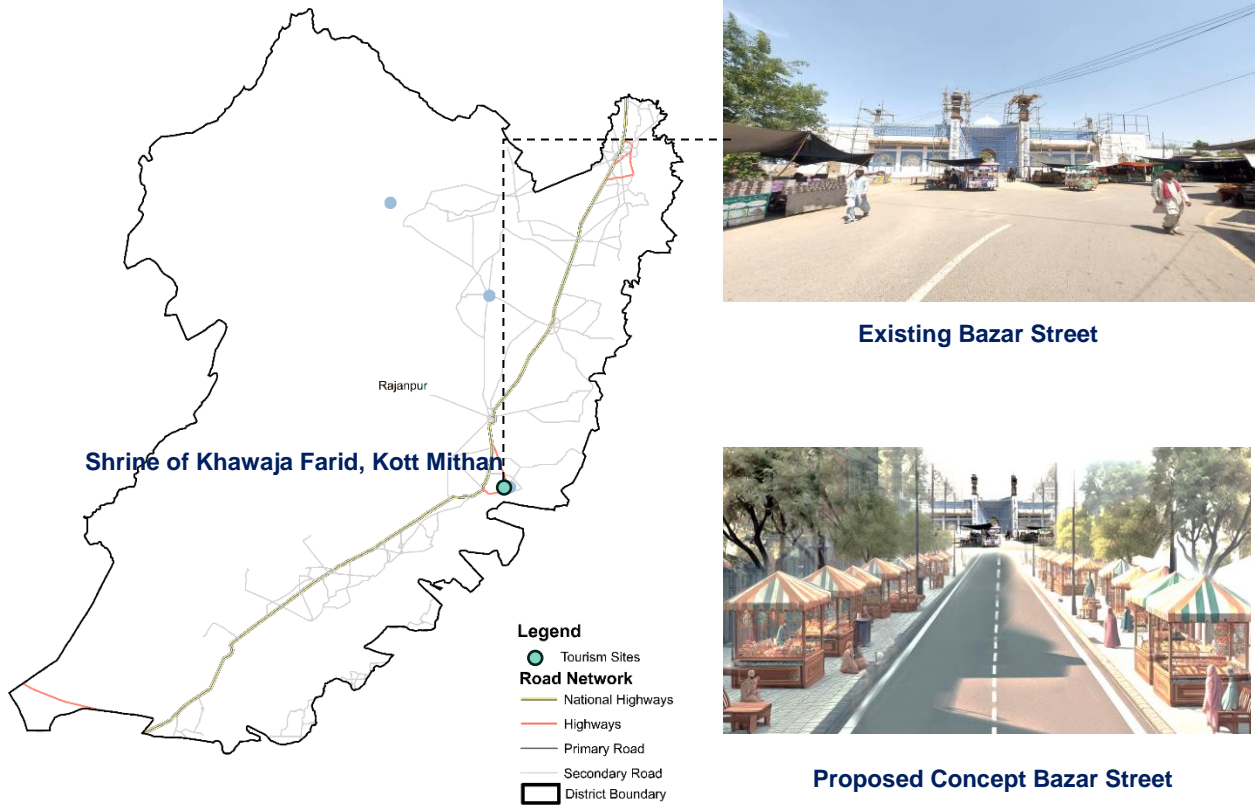 Existing Bazar Street
Rajanpur
Shrine of Khawaja Farid, Kott Mithan
Legend
Tourism Sites
Road Network
National Highways
Highways
Primary Road
Secondary Road
District Boundary
Proposed Concept Bazar Street